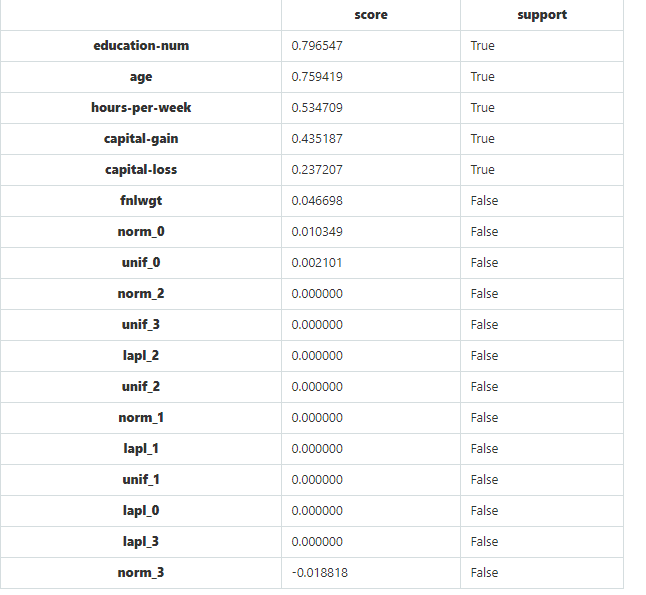 score support
education-num 0.796547 True
age 0.759419 True
hours-per-week 0.534709 True
capital-gain 0.435187 True
capital-loss 0.237207 True
fnlwgt 0.046698 False
norm_0 0.010349 False
unif_0 0.002101 False
norm_2 0.000000 False
unif_3 0.000000 False
lapl_2 0.000000 False
unif_2 0.000000 False
norm_1 0.000000 False
lapl_1 0.000000 False
unif_1 0.000000 False
lapl_0 0.000000 False
lapl_3 0.000000 False
norm_3 -0.018818 False